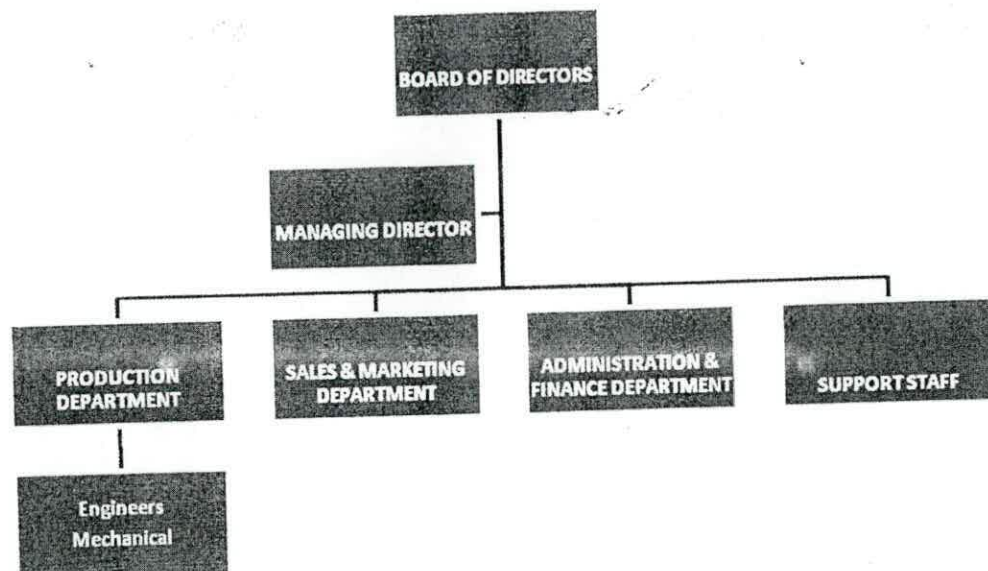 BOARD OF DIRECTORS
MANAGING DIRECTOR
PRODUCTION
DEPARTMENT
SALES & MARKETING
DEPARTMENT
ADMINISTRATION &
FINANCE DEPARTMENT
SUPPORT STAFF
Engineers
Mechanical